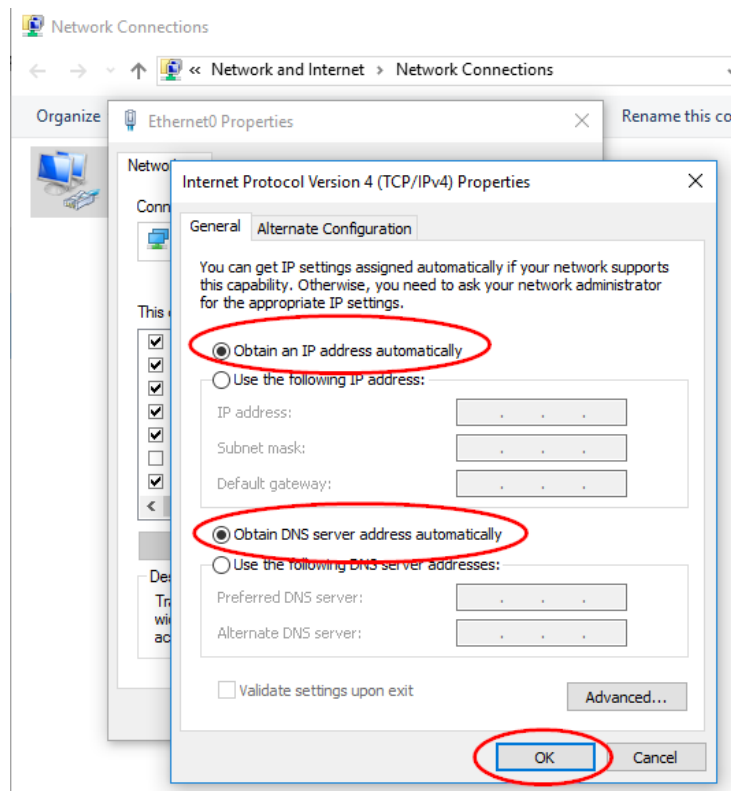 Network Connections
« Network and Internet > Network Connections
Organize
Rename this co
Ethernet0 Properties
Netwo
Internet Protocol Version 4 (TCP/IPv4) Properties
Conn
General
Alternate Configuration
You can get IP settings assigned automatically if your network supports
this capability. Otherwise, you need to ask your network administrator
for the appropriate IP settings.
This
Obtain an IP address automatically
Use the following IP address:
IP address:
Subnet mask:
Default gateway:
Obtain DNS server address automatically
Use the following DNS server addresses:
Des
Preferred DNS server:
Tra
wi
Alternate DNS server:
ac
Validate settings upon exit
Advanced...
OK
Cancel